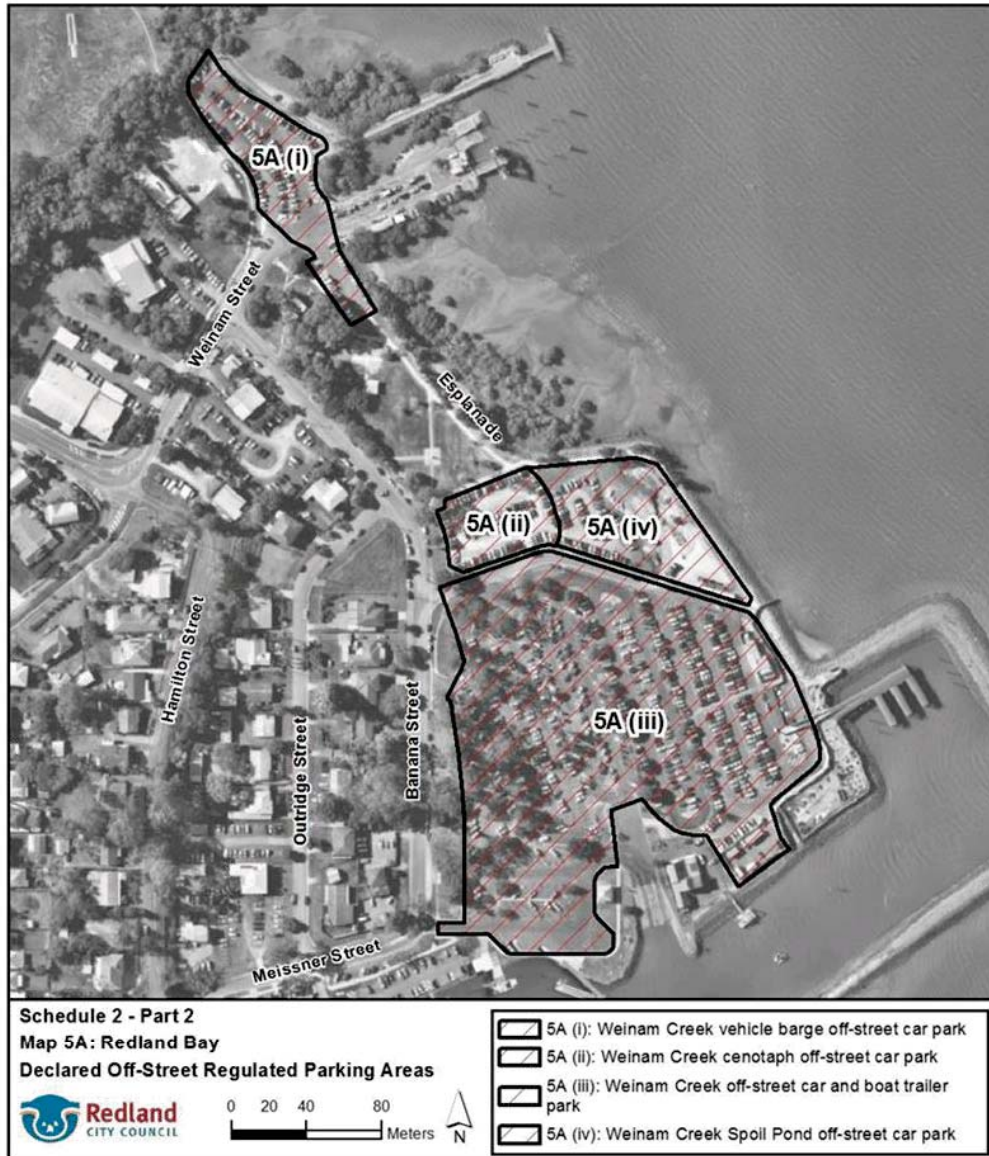 5A (i)
Weinam Street
Esplanade
5A (ii)
5A (iv)
Hamilton Street
5A (iii)
Outridge Street
Banana Street
Meissner Street
Schedule 2 - Part 2
Map 5A: Redland Bay
Declared Off-Street Regulated Parking Areas
Redland
CITY COUNCIL
0 20 40 80
Meters
N
5A (i): Weinam Creek vehicle barge off-street car park
5A (ii): Weinam Creek cenotaph off-street car park
5A (iii): Weinam Creek off-street car and boat trailer
park
5A (iv): Weinam Creek Spoil Pond off-street car park